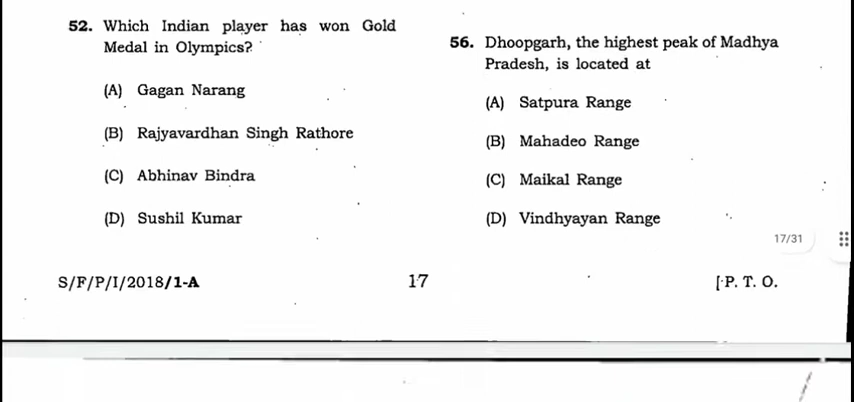 52. Which Indian player has won Gold
Medal in Olympics?
(A) Gagan Narang
(B) Rajyavardhan Singh Rathore
(C) Abhinav Bindra
(D) Sushil Kumar
56. Dhoopgarh, the highest peak of Madhya
Pradesh, is located at
(A) Satpura Range
(B) Mahadeo Range
(C) Maikal Range
(D) Vindhyayan Range
17/31
S/F/P/I/2018/1-A
17
[ P. T. O.